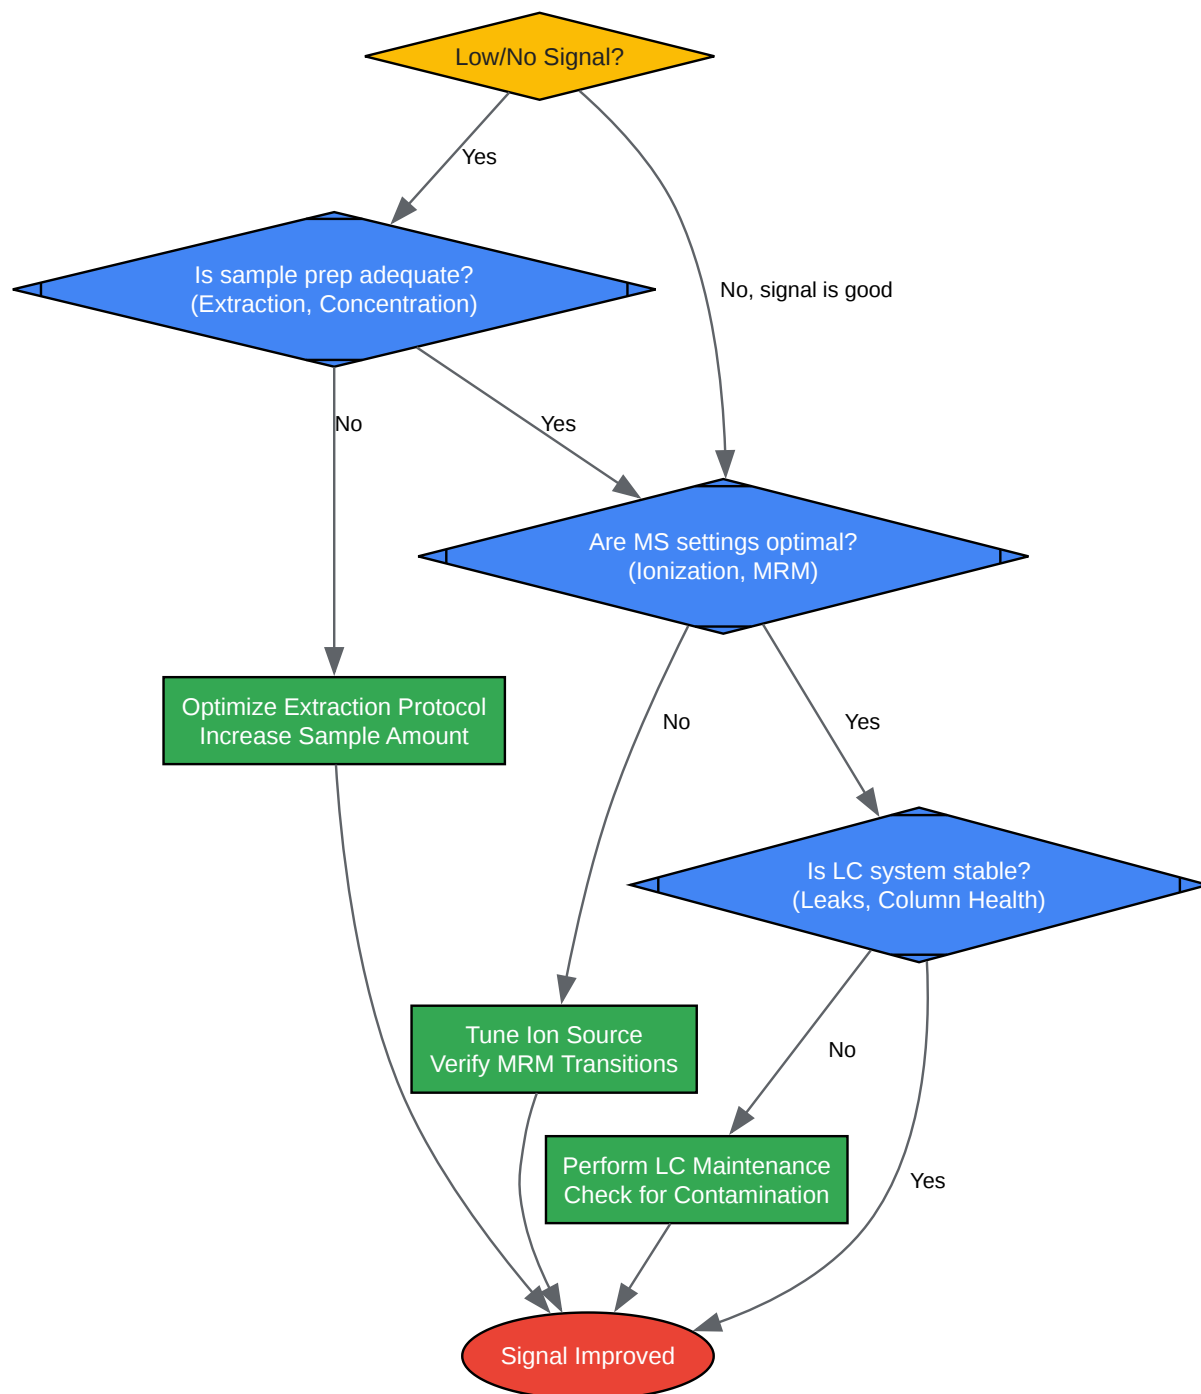 Low/No Signal?
Yes
Is sample prep adequate?
(Extraction, Concentration)
No, signal is good
No
Yes
Are MS settings optimal?
(Ionization, MRM)
Optimize Extraction Protocol
Increase Sample Amount
No
Yes
Is LC system stable?
(Leaks, Column Health)
Tune Ion Source
Verify MRM Transitions
No
Perform LC Maintenance
Check for Contamination
Yes
Signal Improved